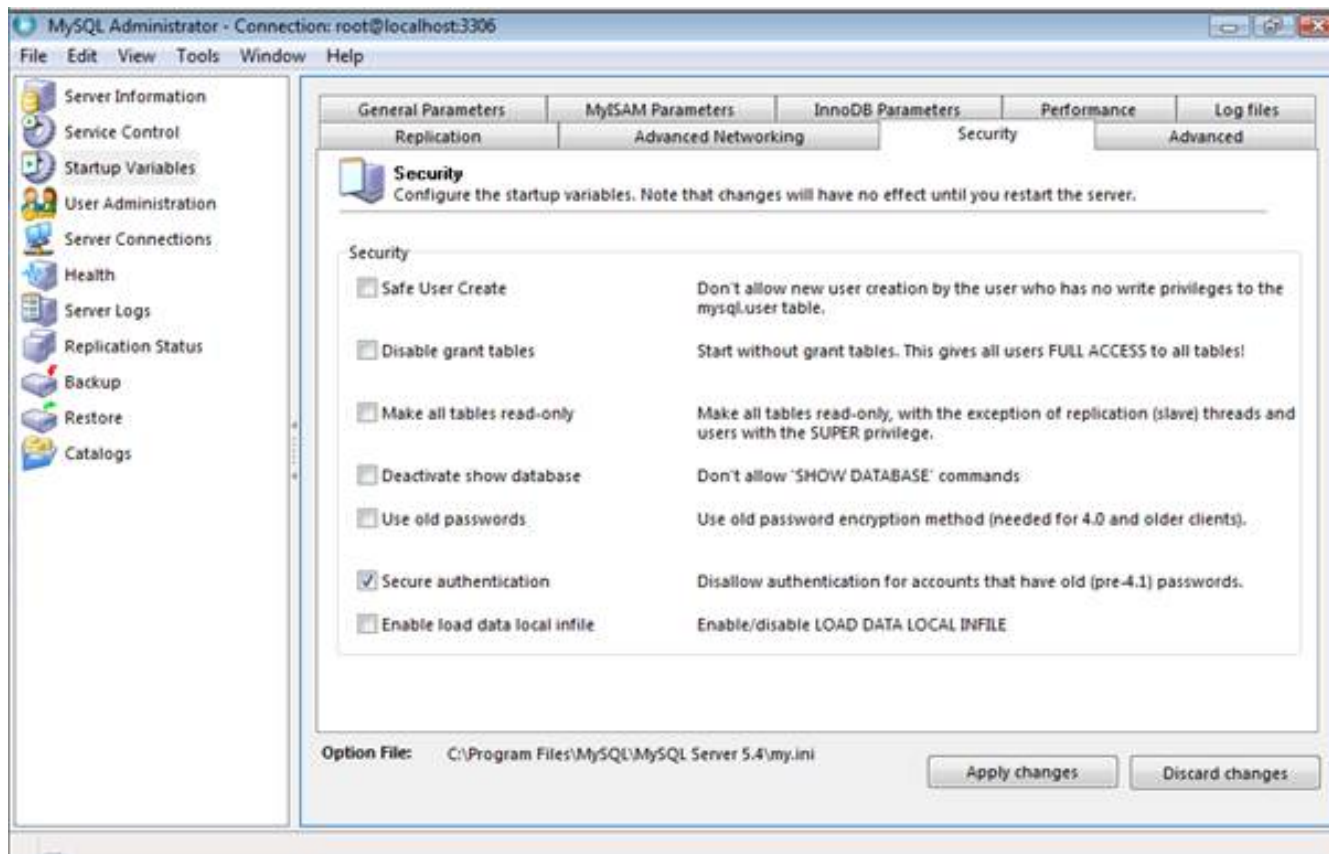 MySQL Administrator - Connection: root@localhost:3306
File Edit View Tools Window Help
Server Information
Service Control
Startup Variables
User Administration
Server Connections
Health
Server Logs
Replication Status
Backup
Restore
Catalogs
General Parameters MyISAM Parameters InnoDB Parameters Performance Log files
Replication Advanced Networking Security Advanced
Security
Configure the startup variables. Note that changes will have no effect until you restart the server.
Security
Safe User Create Don't allow new user creation by the user who has no write privileges to the
mysql.user table.
Disable grant tables Start without grant tables. This gives all users FULL ACCESS to all tables!
Make all tables read-only Make all tables read-only, with the exception of replication (slave) threads and
users with the SUPER privilege.
Deactivate show database Don't allow 'SHOW DATABASE' commands
Use old passwords Use old password encryption method (needed for 4.0 and older clients).
Secure authentication Disallow authentication for accounts that have old (pre-4.1) passwords.
Enable load data local infile Enable/disable LOAD DATA LOCAL INFILE
Option File: C:\Program Files\MySQL\MySQL Server 5.4\my.ini
Apply changes Discard changes